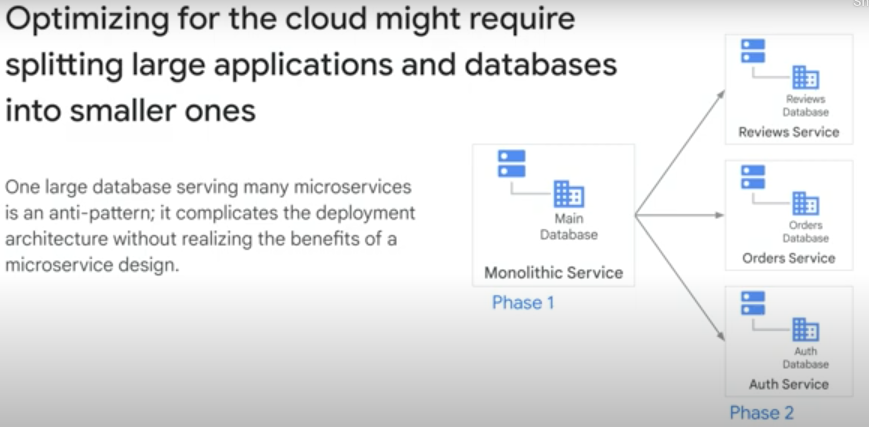 Optimizing for the cloud might require
splitting large applications and databases
into smaller ones
One large database serving many microservices
is an anti-pattern; it complicates the deployment
architecture without realizing the benefits of a
microservice design.
Main
Database
Monolithic Service
Phase 1
Reviews
Database
Reviews Service
Orders
Database
Orders Service
Auth
Database
Auth Service
Phase 2